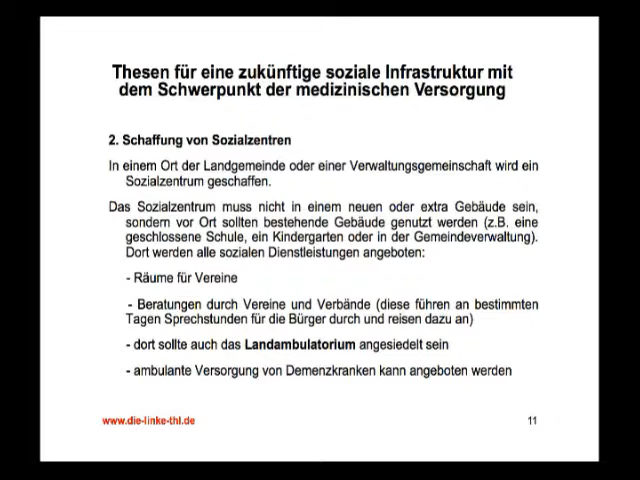 Thesen für eine zukünftige soziale Infrastruktur mit
dem Schwerpunkt der medizinischen Versorgung
2. Schaffung von Sozialzentren
In einem Ort der Landgemeinde oder einer Verwaltungsgemeinschaft wird ein
Sozialzentrum geschaffen.
Das Sozialzentrum muss nicht in einem neuen oder extra Gebäude sein,
sondern vor Ort sollten bestehende Gebäude genutzt werden (z.B. eine
geschlossene Schule, ein Kindergarten oder in der Gemeindeverwaltung).
Dort werden alle sozialen Dienstleistungen angeboten:
- Räume für Vereine
- Beratungen durch Vereine und Verbände (diese führen an bestimmten
Tagen Sprechstunden für die Bürger durch und reisen dazu an)
- dort sollte auch das Landambulatorium angesiedelt sein
- ambulante Versorgung von Demenzkranken kann angeboten werden
www.die-linke-thl.de
11